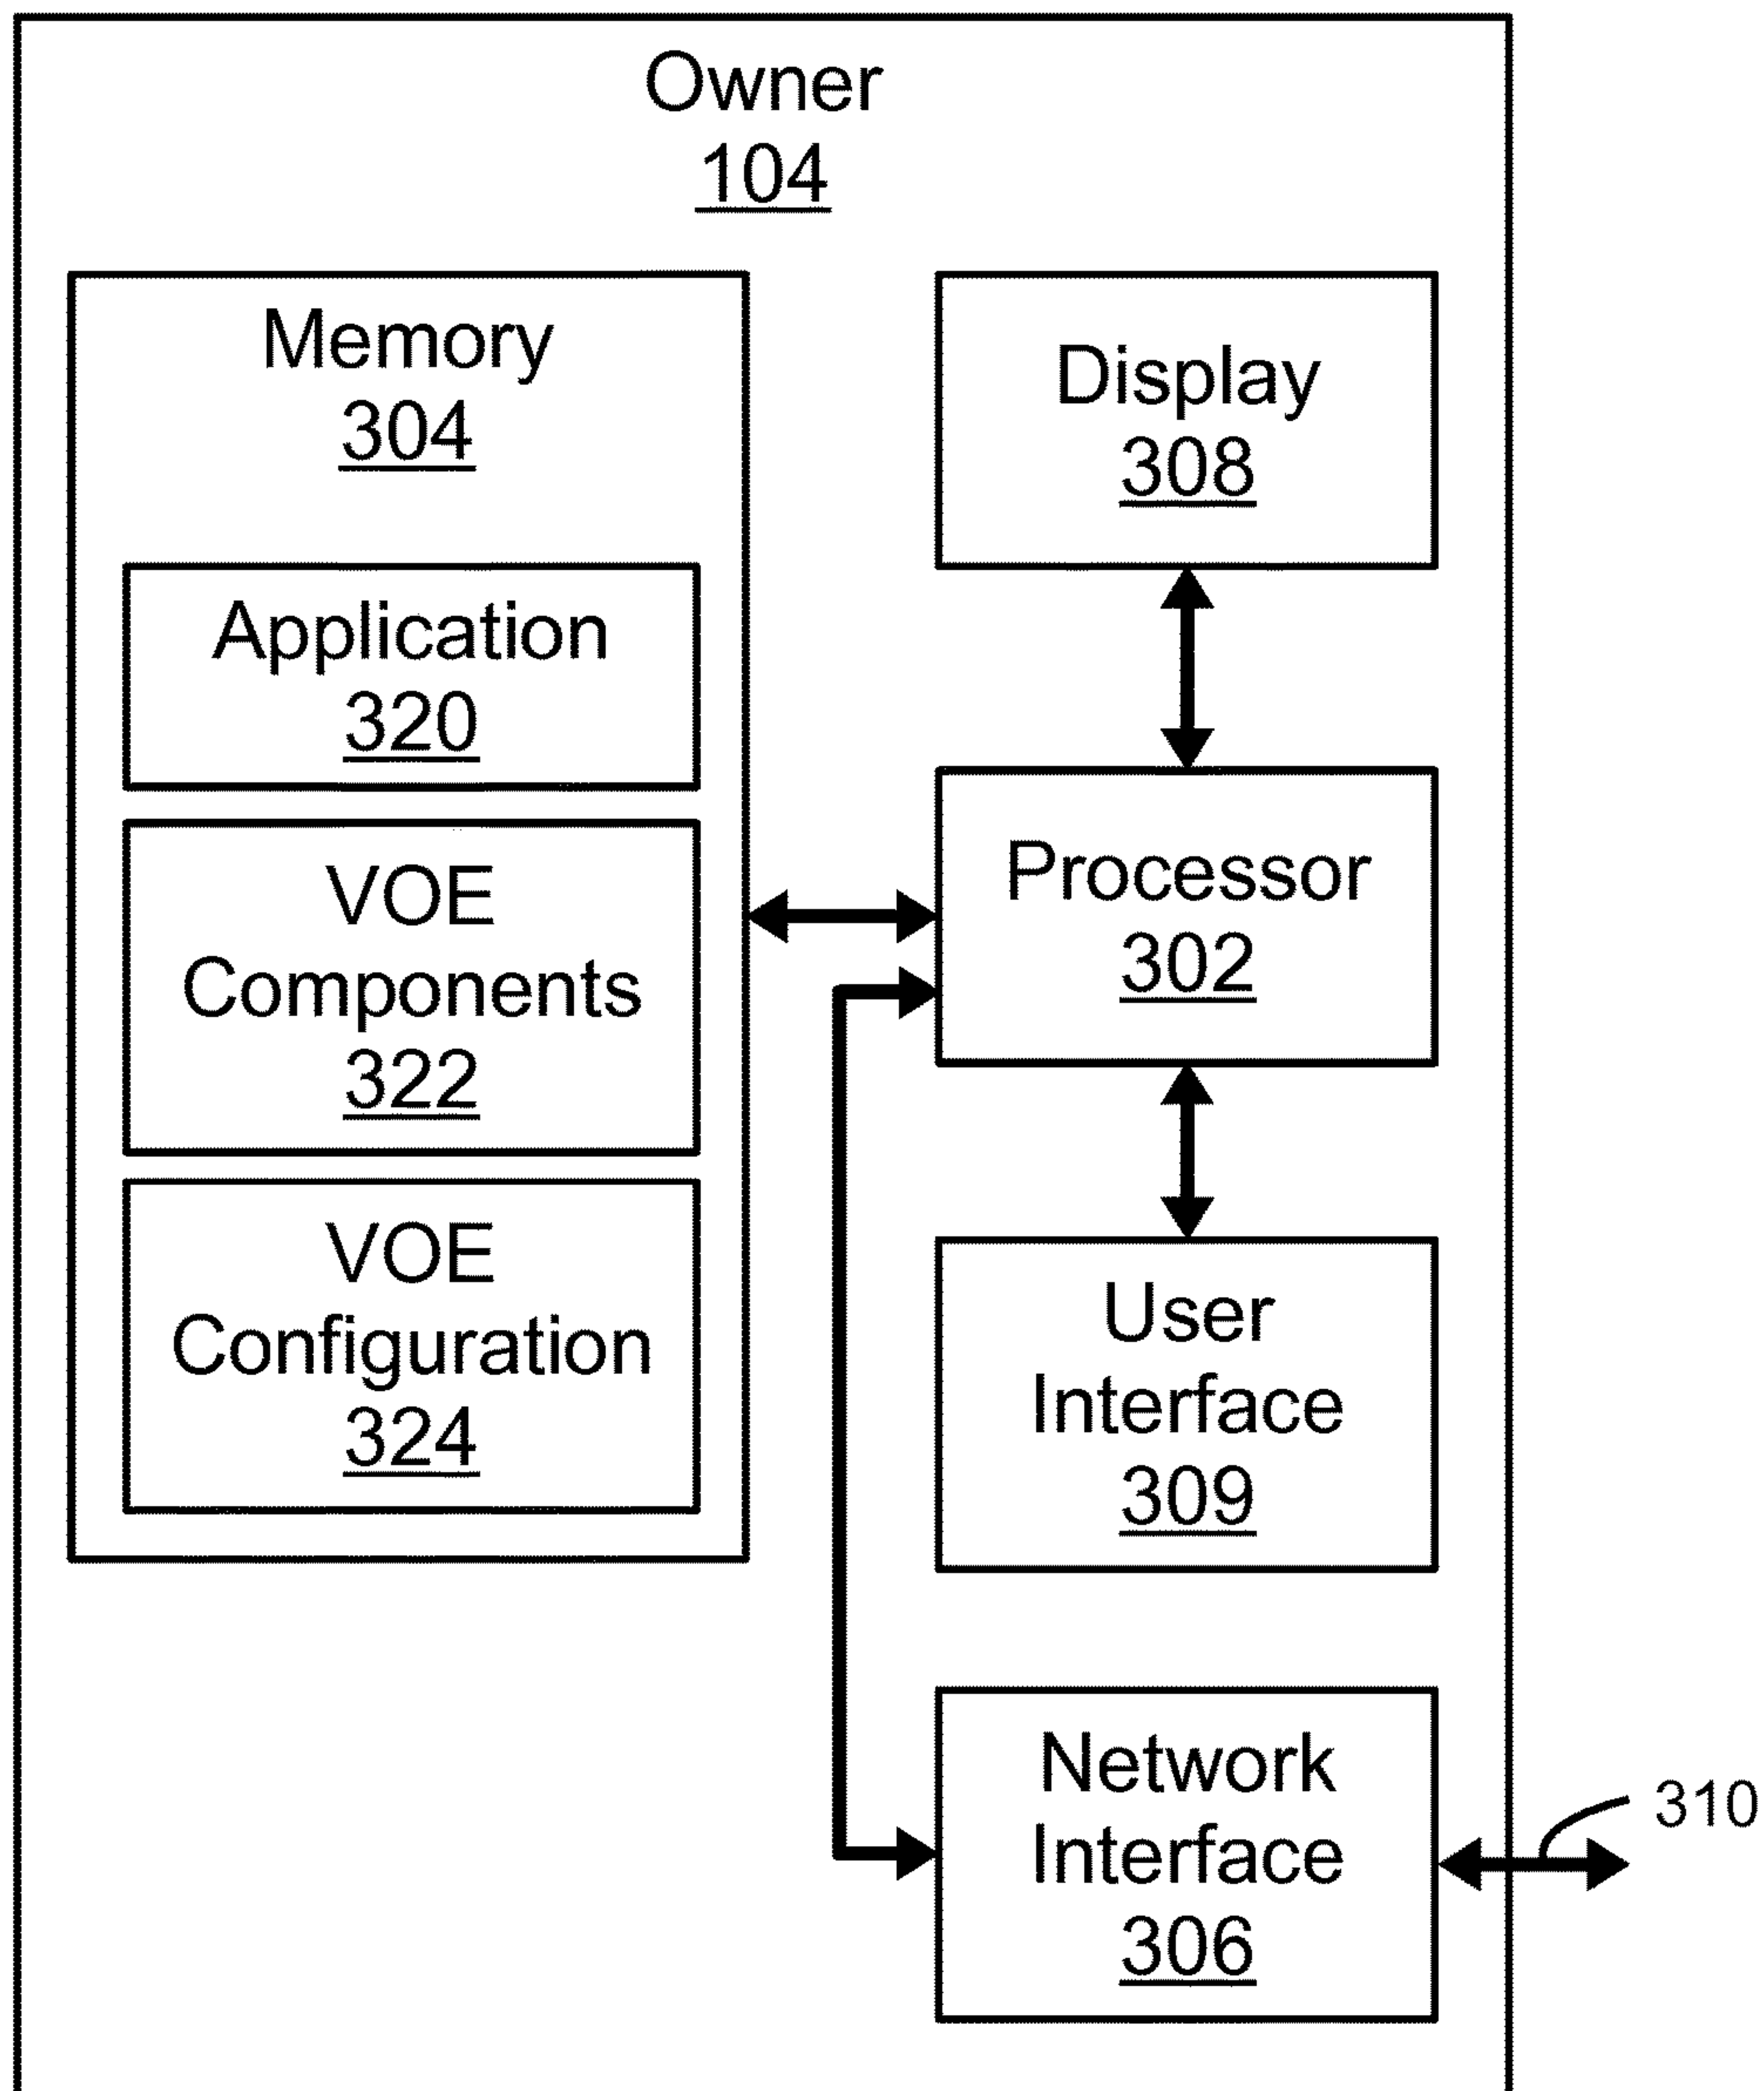 Owner
104
Memory
304
Application
320
VOE
Components
322
VOE
Configuration
324
Display
308
Processor
302
User
Interface
309
Network
Interface
306
310